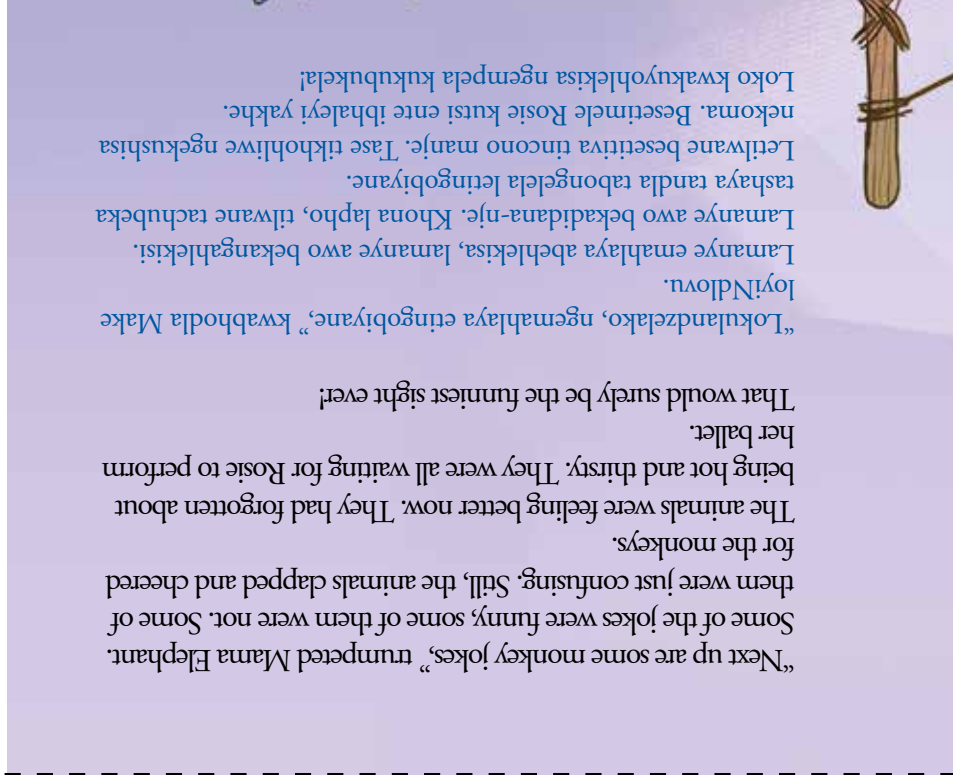 “Next up are some monkey jokes,” trumpeted Mama Elephant.
Some of the jokes were funny, some of them were not. Some of
them were just confusing. Still, the animals clapped and cheered
for the monkeys.
The animals were feeling better now. They had forgotten about
being hot and thirsty. They were all waiting for Rosie to perform
her ballet.
That would surely be the funniest sight ever!
“Lokulandzelako, ngemahlaya etingobiyane,” kwabhodla Make
loyiNdlovu.
Lamanye emahlaya abehlekisa, lamanye awo bekangahlekisi.
Lamanye awo bekadidana-nje. Khona lapho, tilwane tachubeka
tashaya tandla tabongelela letingobiyane.
Letilwane besetitiva tincono manje. Tase tikhohliwe ngekushisa
nekoma. Besetimele Rosie kutsi ente ibhaleyi yakhe.
Loko kwakuyohlekisa ngempela kukubukela!